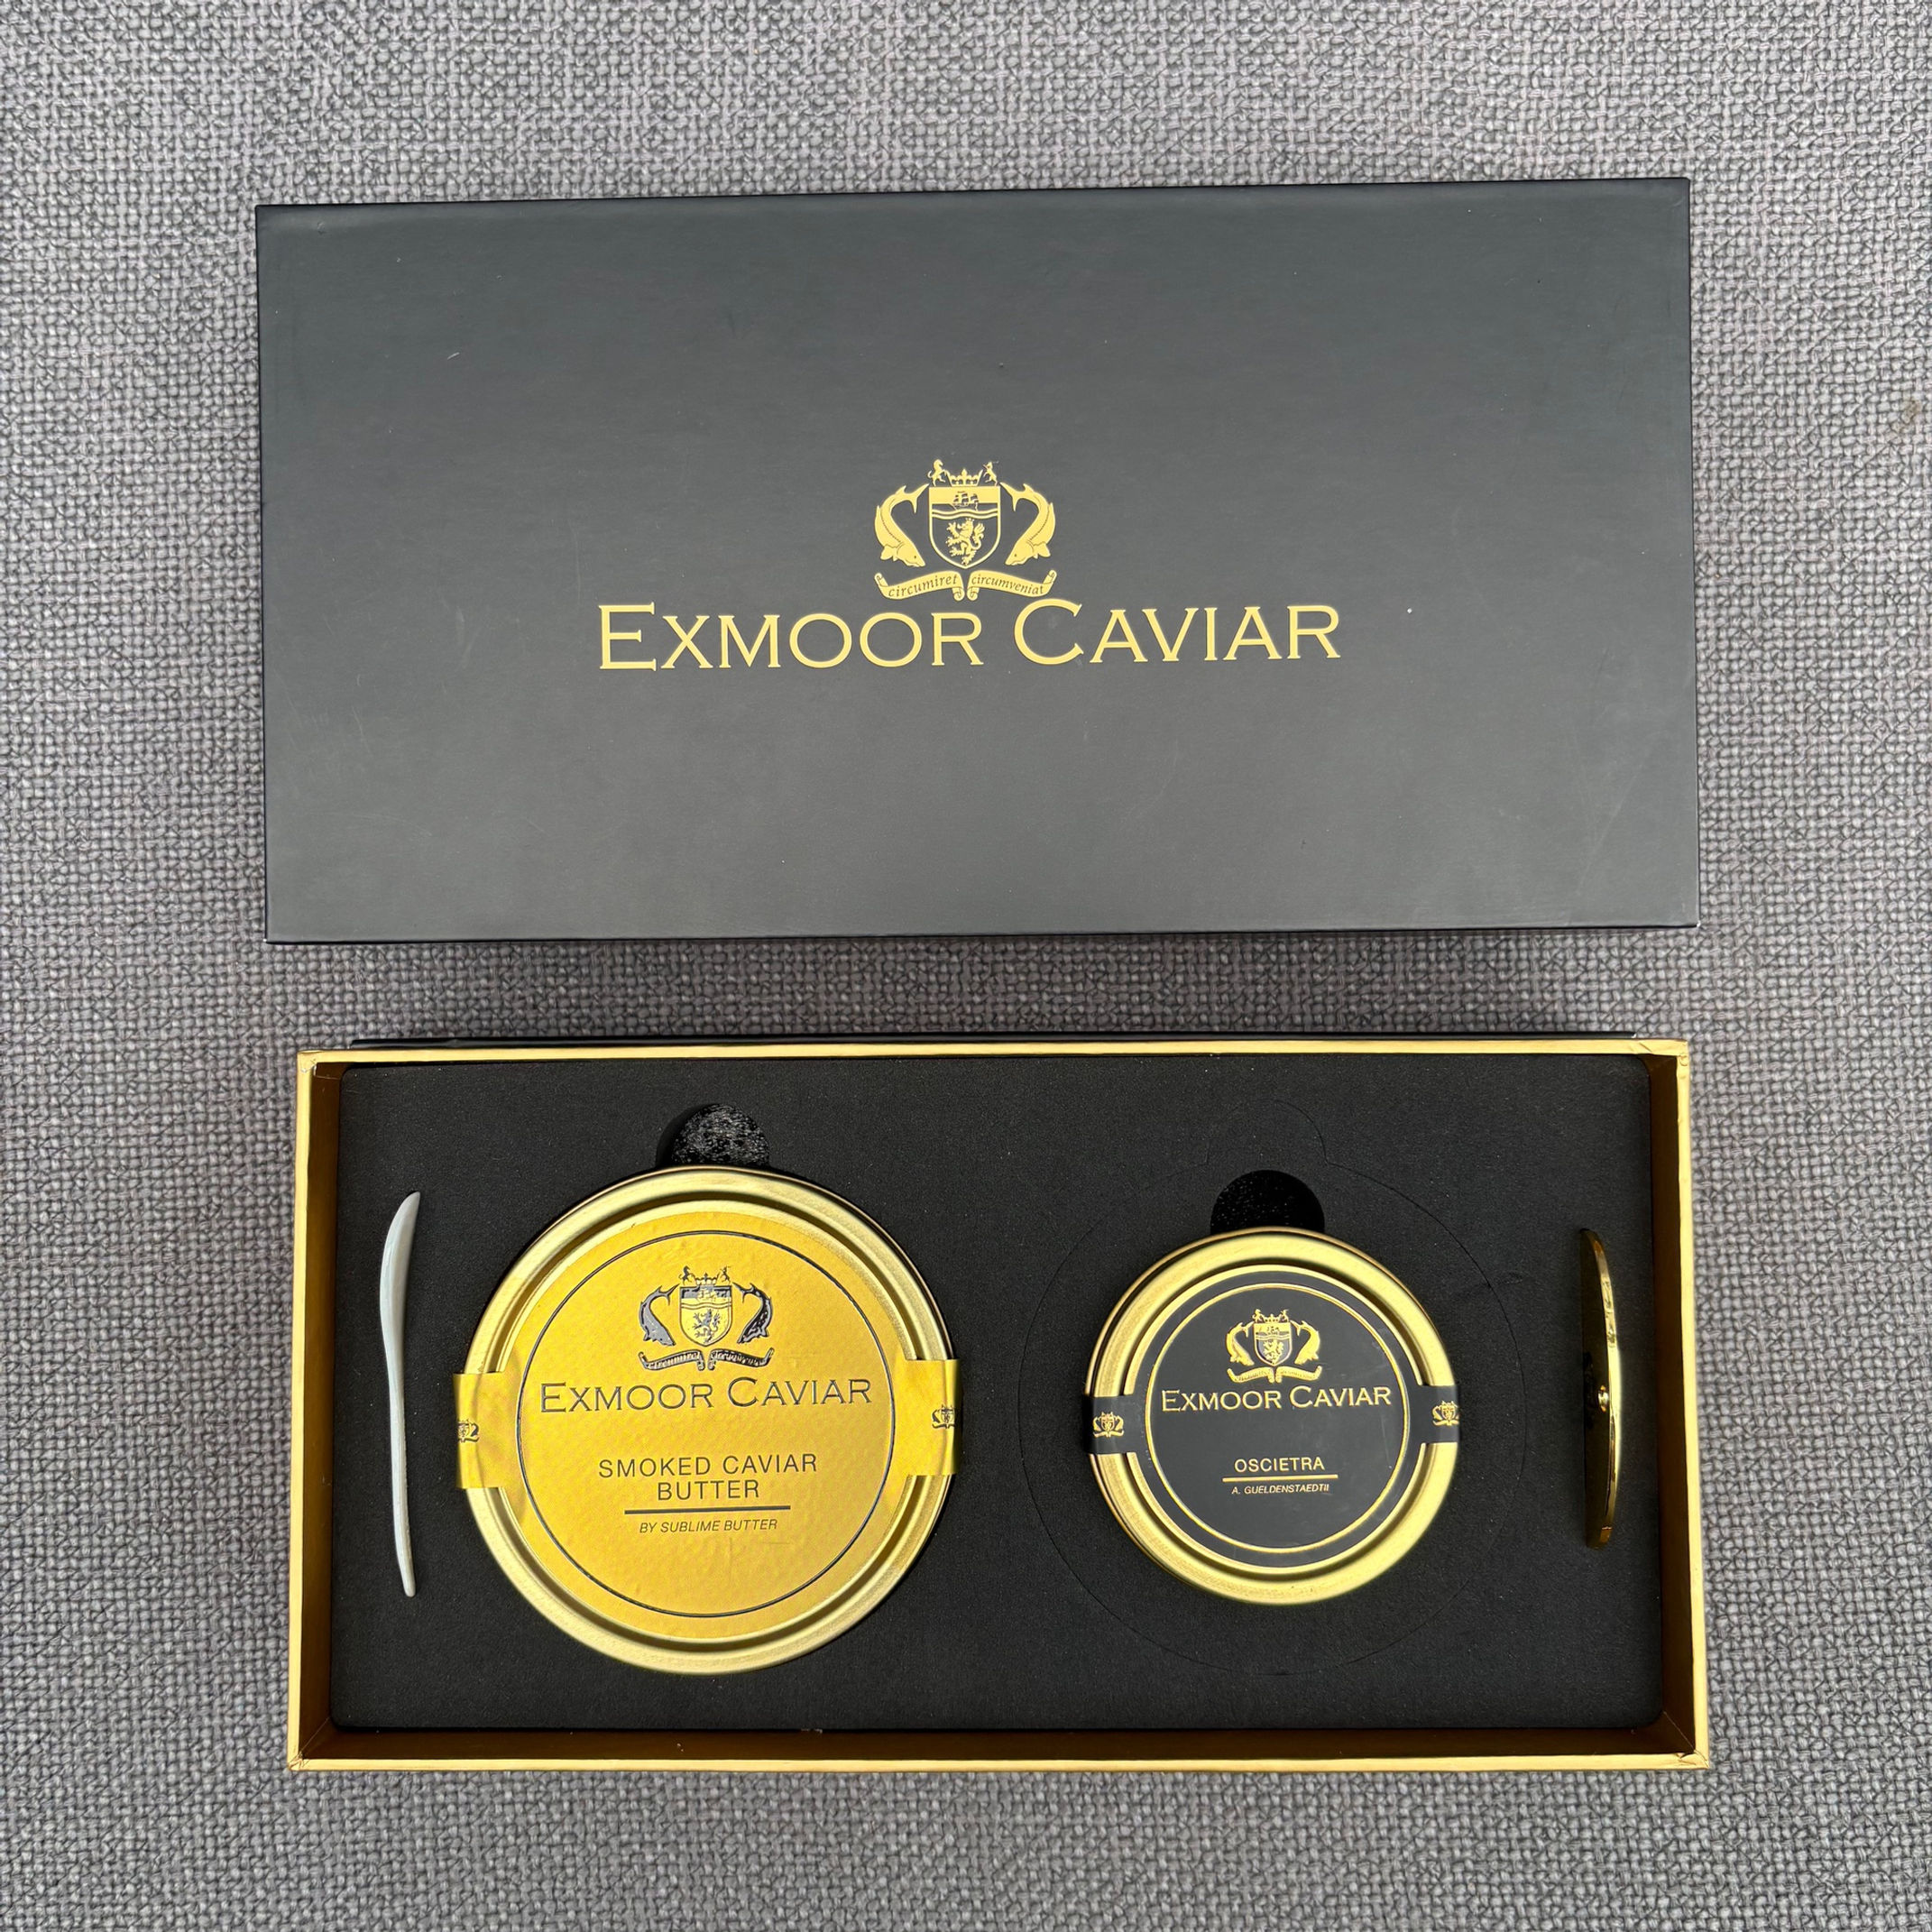 circumiret circumveniat
EXMOOR CAVIAR
EXMOOR CAVIAR
SMOKED CAVIAR
BUTTER
BY SUBLIME BUTTER
EXMOOR CAVIAR
OSCIETRA
A. GUELDENSTAEDTII